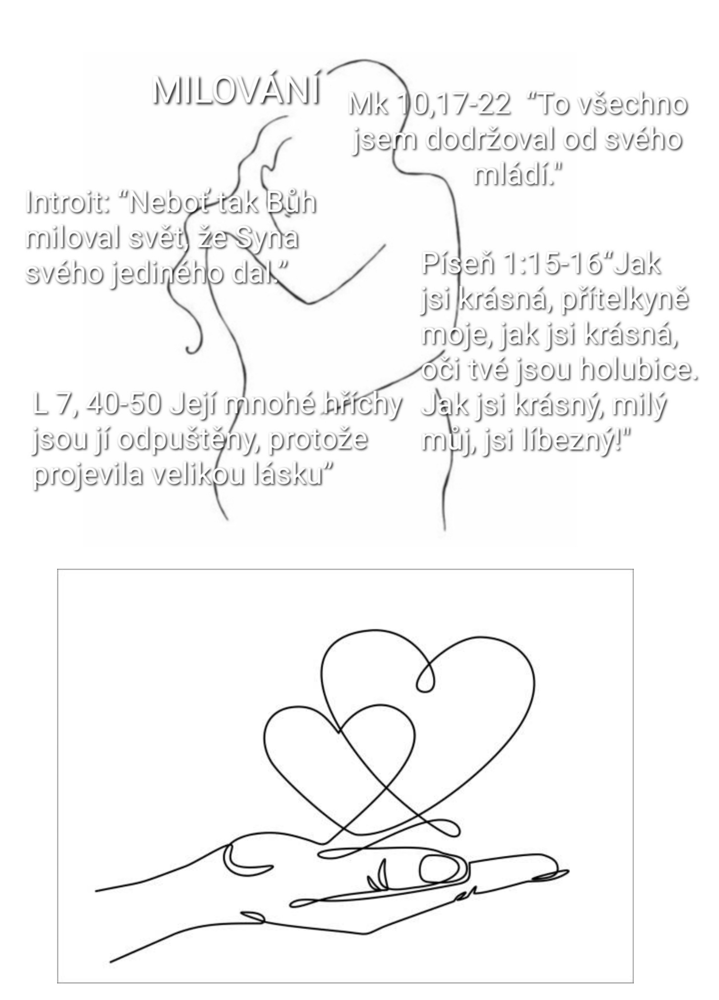 MILOVÁNÍ
Mk 10,17-22 “To všechno
jsem dodržoval od svého
mládí."
Introit: “Neboť tak Bůh
miloval svět, že Syna
svého jediného dal.”
Píseň 1:15-16“Jak
jsi krásná, přítelkyně
moje, jak jsi krásná,
oči tvé jsou holubice.
Jak jsi krásný, milý
můj, jsi líbezný!"
L 7, 40-50 Její mnohé hříchy
jsou jí odpuštěny, protože
projevila velikou lásku”